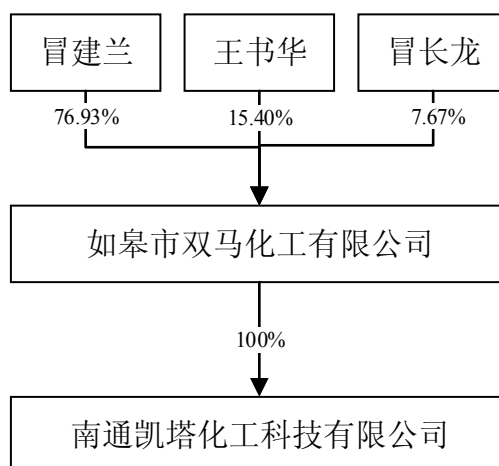 冒建兰
王书华
冒长龙
76.93%
15.40%
7.67%
如皋市双马化工有限公司
100%
南通凯塔化工科技有限公司